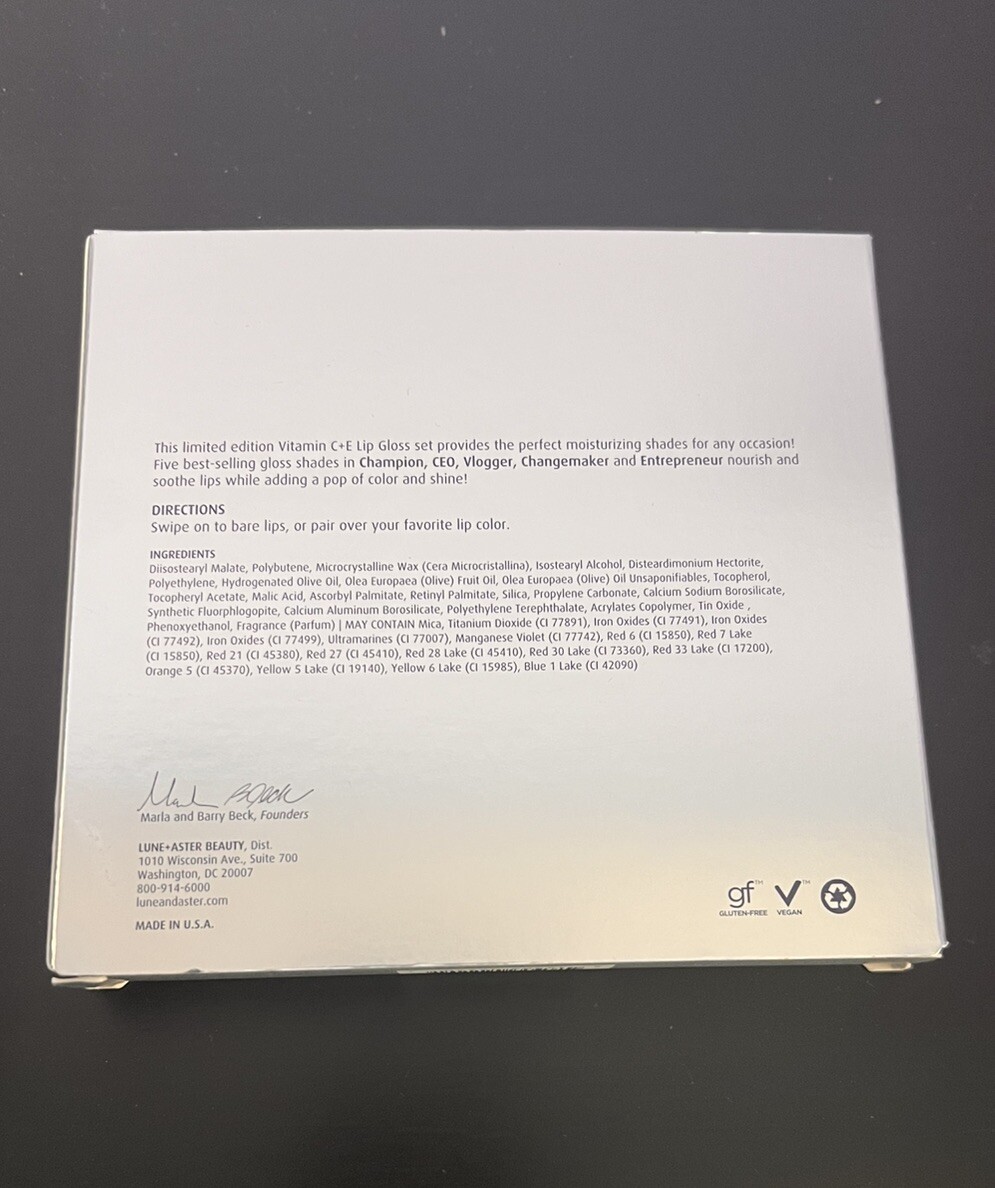 This limited edition Vitamin C+E Lip Gloss set provides the perfect moisturizing shades for any occasion!
Five best-selling gloss shades in Champion, CEO, Vlogger, Changemaker and Entrepreneur nourish and
soothe lips while adding a pop of color and shine!
DIRECTIONS
Swipe on to bare lips, or pair over your favorite lip color.
INGREDIENTS
Diisostearyl Malate, Polybutene, Microcrystalline Wax (Cera Microcristallina), Isostearyl Alcohol, Disteardimonium Hectorite,
Polyethylene, Hydrogenated Olive Oil, Olea Europaea (Olive) Fruit Oil, Olea Europaea (Olive) Oil Unsaponifiables, Tocopherol,
Tocopheryl Acetate, Malic Acid, Ascorbyl Palmitate, Retinyl Palmitate, Silica, Propylene Carbonate, Calcium Sodium Borosilicate,
Synthetic Fluorphlogopite, Calcium Aluminum Borosilicate, Polyethylene Terephthalate, Acrylates Copolymer, Tin Oxide ,
Phenoxyethanol, Fragrance (Parfum) | MAY CONTAIN Mica, Titanium Dioxide (CI 77891), Iron Oxides (CI 77491), Iron Oxides
(CI 77492), Iron Oxides (CI 77499), Ultramarines (CI 77007), Manganese Violet (CI 77742), Red 6 (CI 15850), Red 7 Lake
(CI 15850), Red 21 (CI 45380), Red 27 (CI 45410), Red 28 Lake (CI 45410), Red 30 Lake (CI 73360), Red 33 Lake (CI 17200),
Orange 5 (CI 45370), Yellow 5 Lake (CI 19140), Yellow 6 Lake (CI 15985), Blue 1 Lake (CI 42090)
Marla and Barry Beck, Founders
LUNE+ASTER BEAUTY, Dist.
1010 Wisconsin Ave., Suite 700
Washington, DC 20007
800-914-6000
luneandaster.com
MADE IN U.S.A.
gf™ V™
GLUTEN-FREE VEGAN